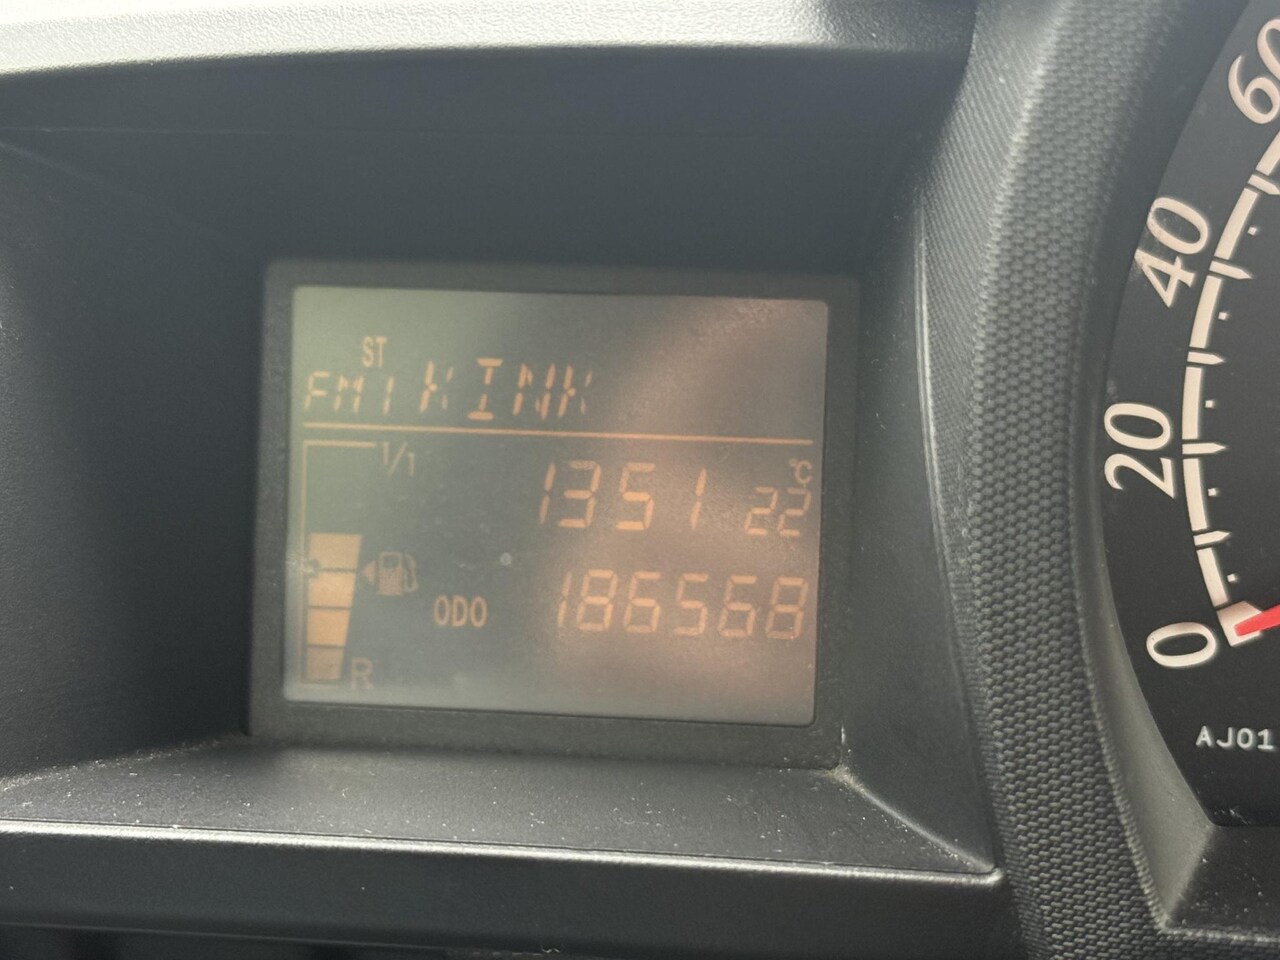 ST
FM1 KINK
1/1
1351 22 °C
ODO 186568
R
60
40
20
0
AJ01